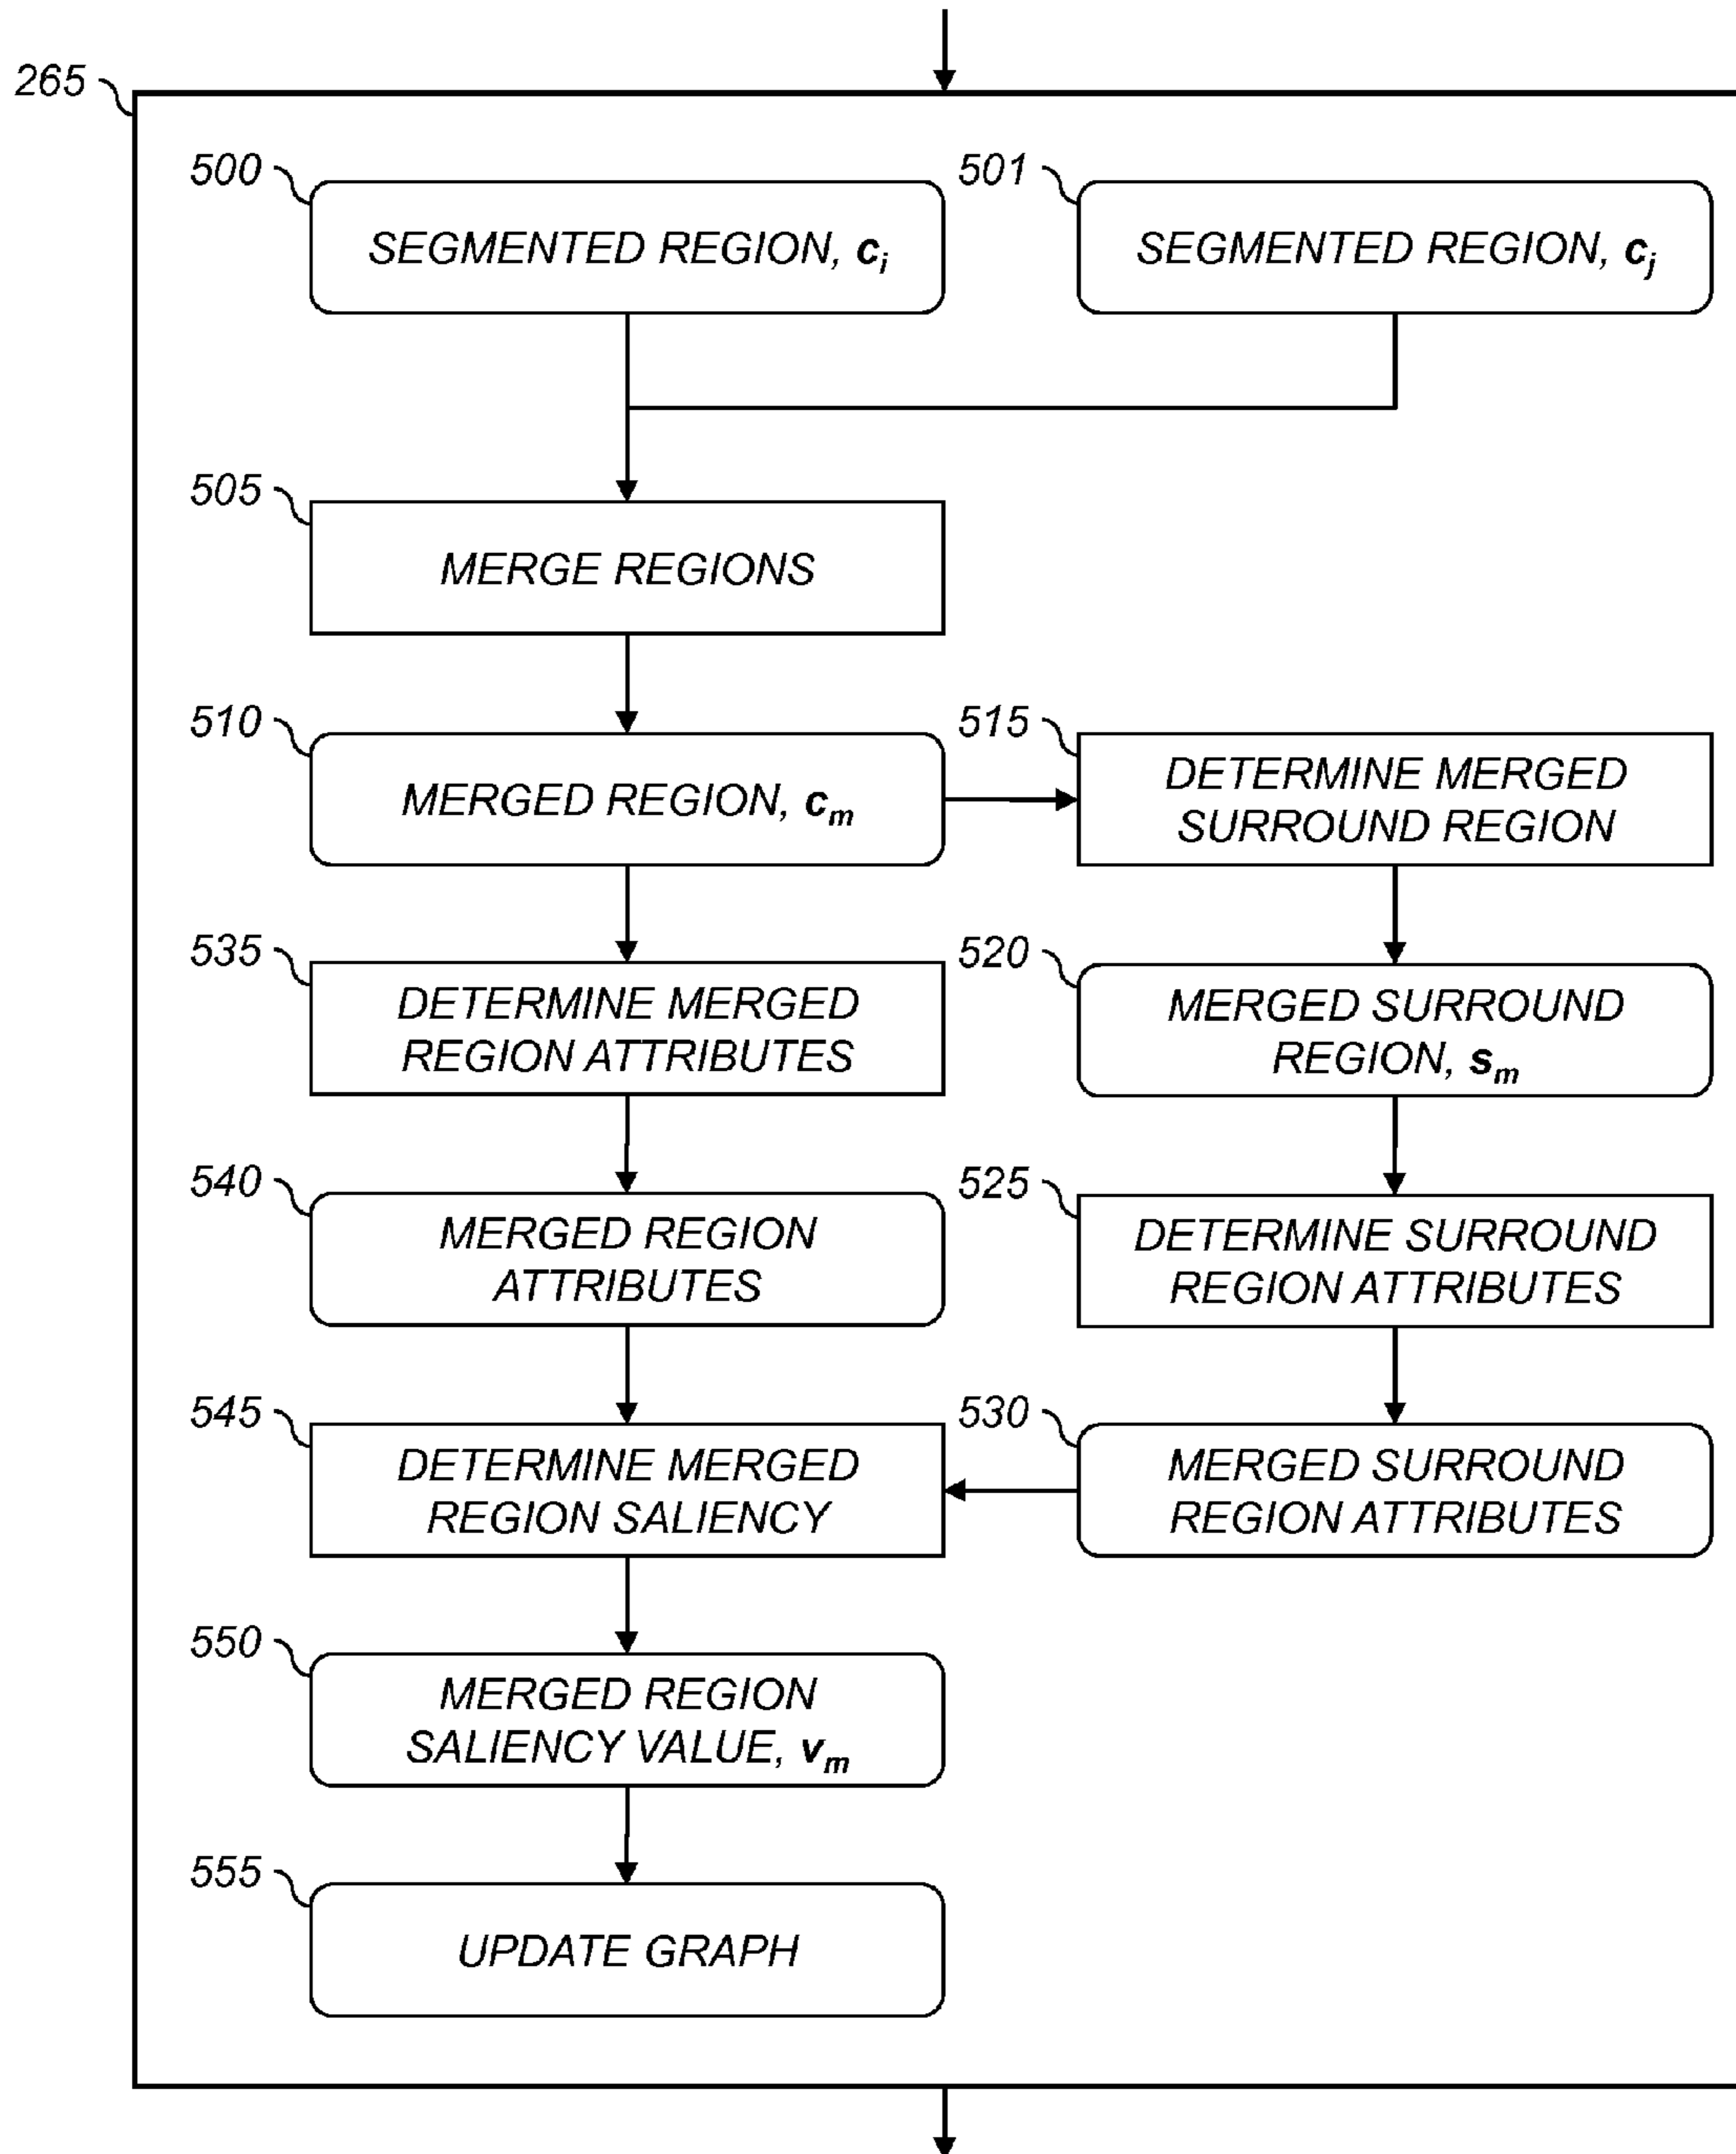 265
500
SEGMENTED REGION, c_i
501
SEGMENTED REGION, c_j
505
MERGE REGIONS
510
MERGED REGION, c_m
515
DETERMINE MERGED
SURROUND REGION
535
DETERMINE MERGED
REGION ATTRIBUTES
520
MERGED SURROUND
REGION, s_m
540
MERGED REGION
ATTRIBUTES
525
DETERMINE SURROUND
REGION ATTRIBUTES
545
DETERMINE MERGED
REGION SALIENCY
530
MERGED SURROUND
REGION ATTRIBUTES
550
MERGED REGION
SALIENCY VALUE, v_m
555
UPDATE GRAPH